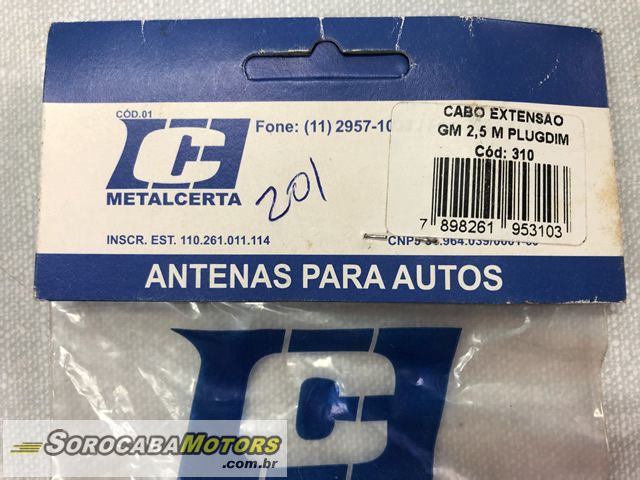 CÓD.01
METALCERTA
Fone: (11) 2957-10
201
CABO EXTENSÃO
GM 2,5 M PLUGDIM
Cód: 310
7 898261 953103
INSCR. EST. 110.261.011.114
ANTENAS PARA AUTOS
SOROCABAMOTORS
.com.br